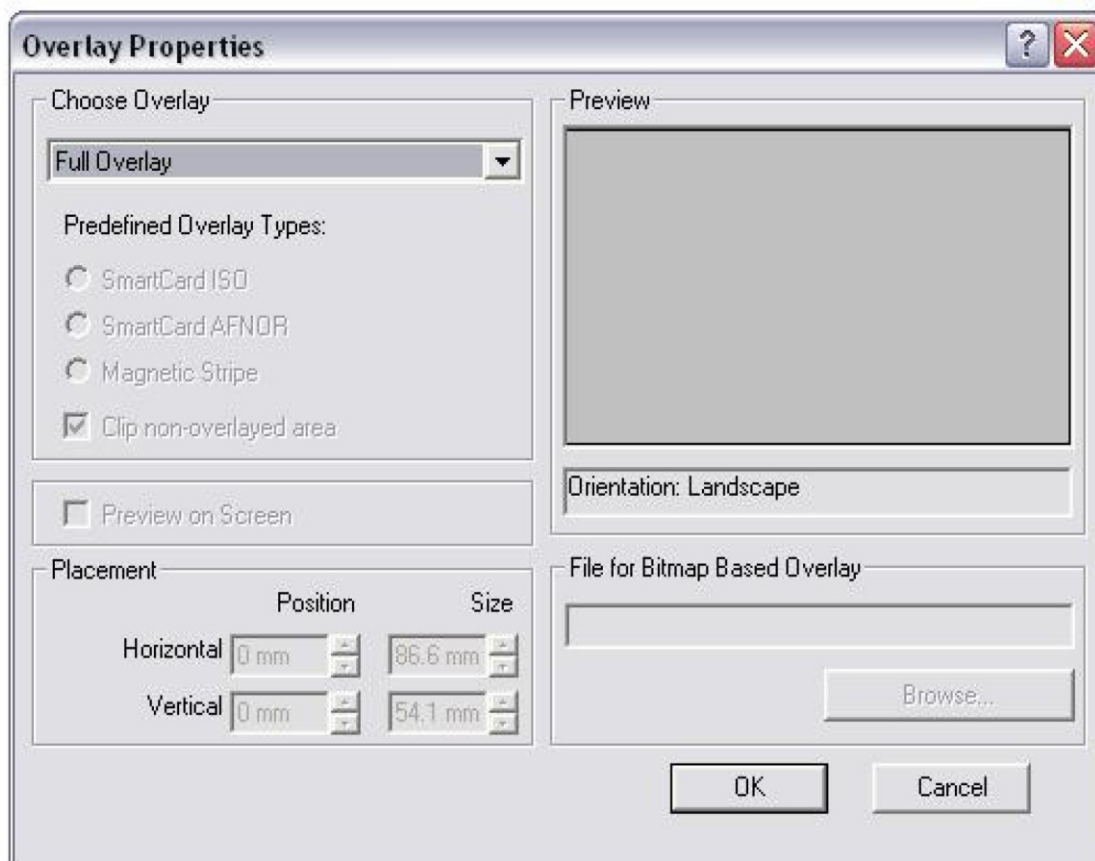 Overlay Properties
Choose Overlay
Full Overlay
Predefined Overlay Types:
SmartCard ISO
SmartCard AFNOR
Magnetic Stripe
Clip non-overlayed area
Preview on Screen
Placement
Position Size
Horizontal 0 mm 86.6 mm
Vertical 0 mm 54.1 mm
Preview
Orientation: Landscape
File for Bitmap Based Overlay
Browse...
OK Cancel